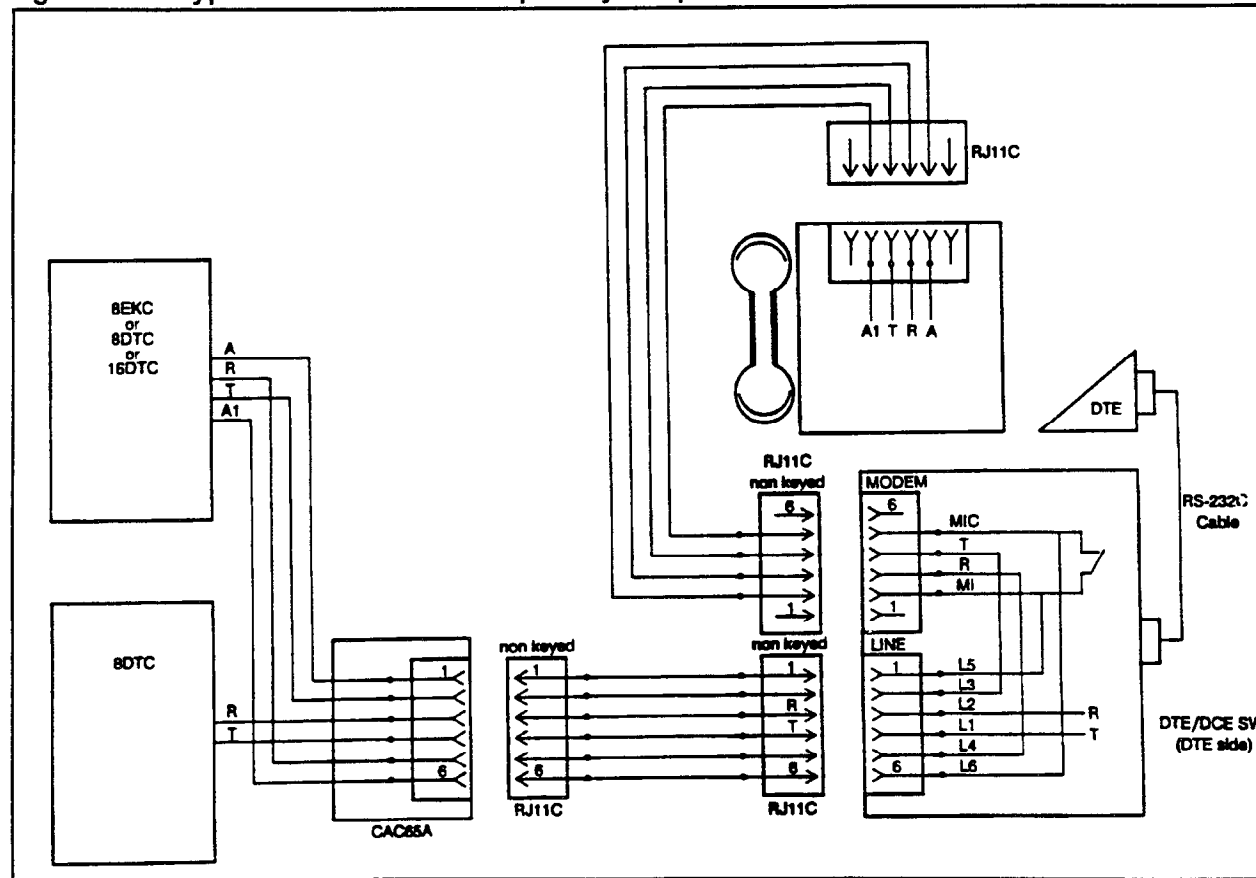 RJ11C
A1 T R A
8EKC
or
8DTC
or
16DTC
A
R
T
A1
DTE
RS-232C
Cable
RJ11C
non keyed
6
1
MODEM
6
MIC
T
R
MI
1
8DTC
R
T
1
6
CAC65A
non keyed
1
6
RJ11C
non keyed
1
R
T
6
RJ11C
LINE
1
6
L5
L3
L2
L1
L4
L6
R
T
DTE/DCE SW
(DTE side)